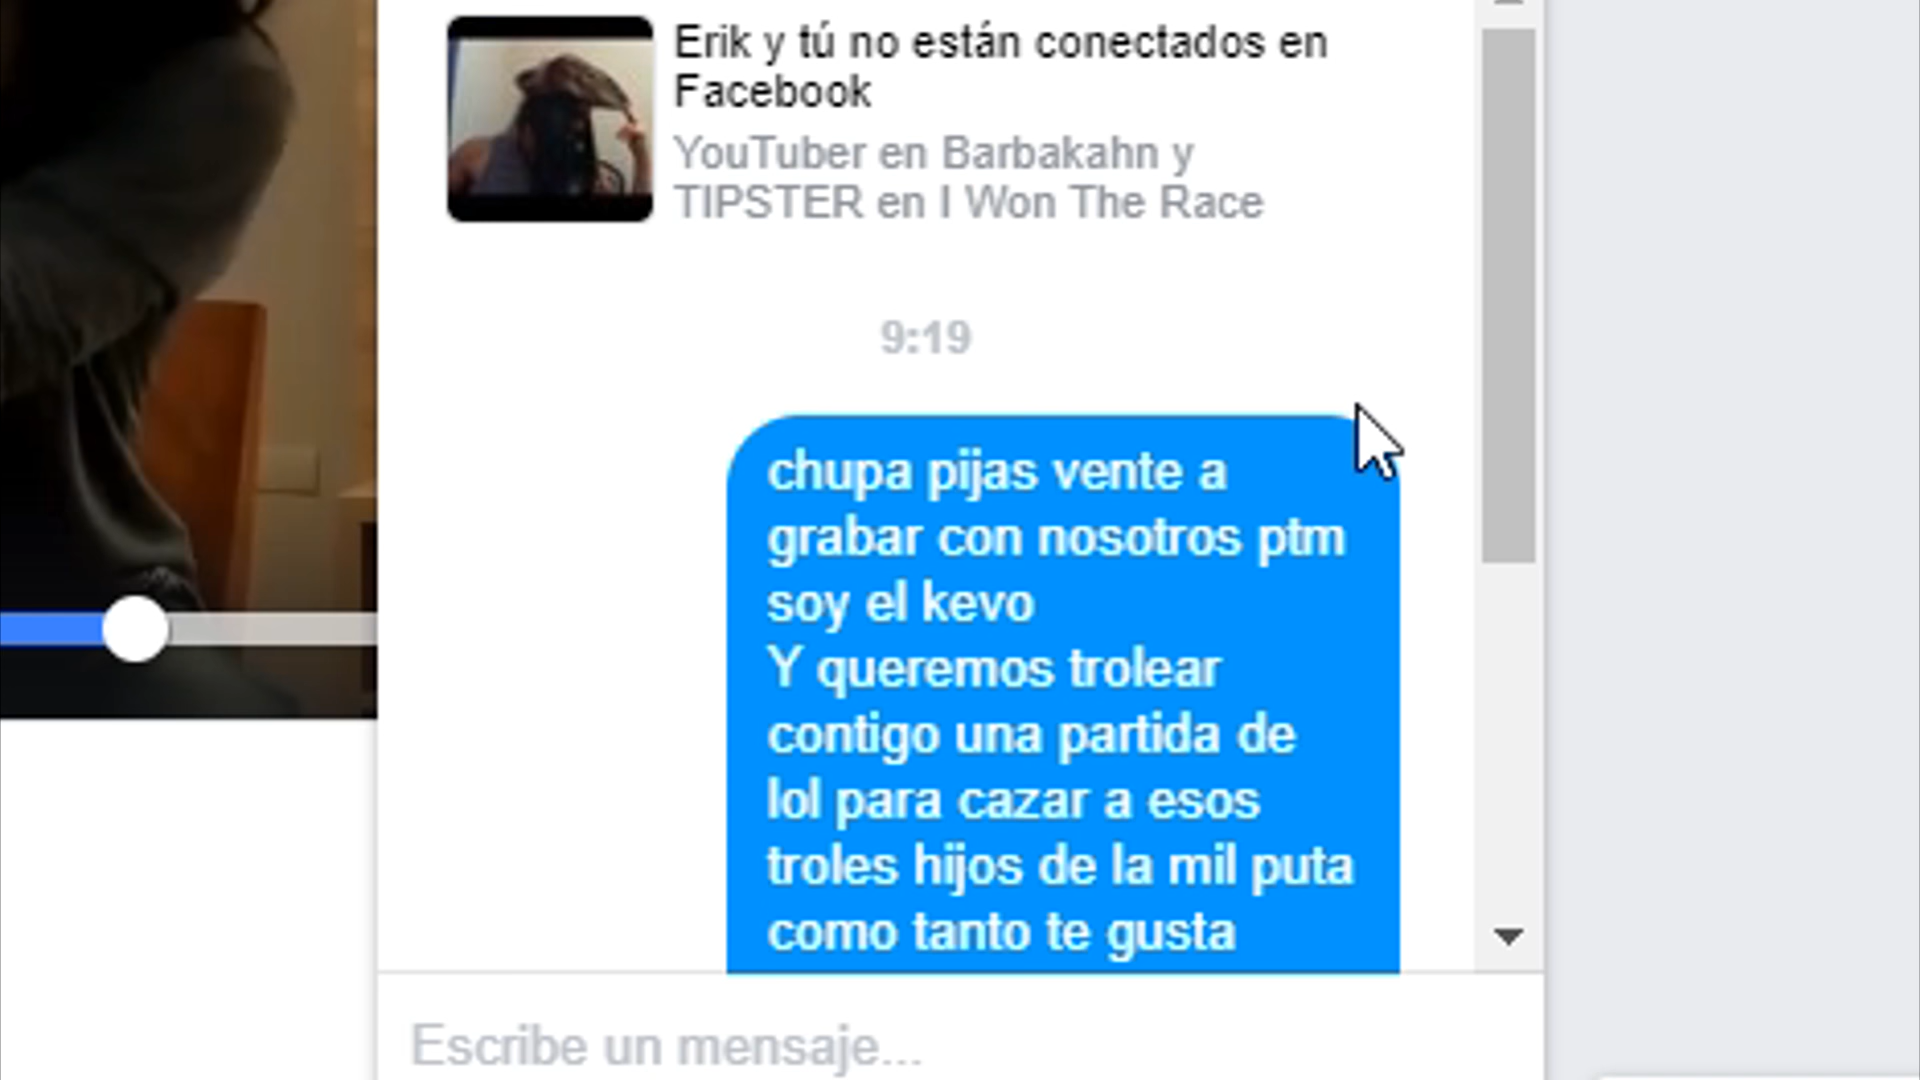 Erik y tú no están conectados en
Facebook
YouTuber en Barbakahn y
TIPSTER en I Won The Race
9:19
chupa pijas vente a
grabar con nosotros ptm
soy el kevo
Y queremos trolear
contigo una partida de
lol para cazar a esos
troles hijos de la mil puta
como tanto te gusta
Escribe un mensaje...